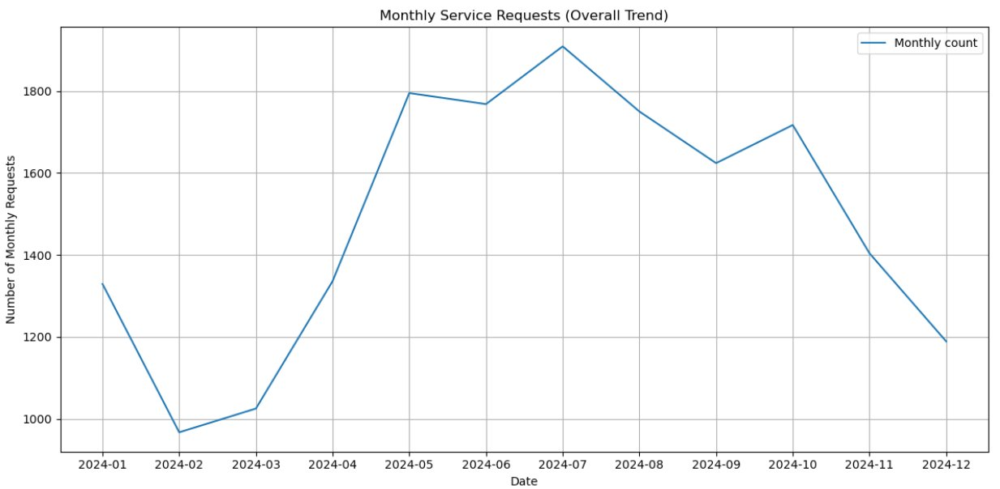 Monthly Service Requests (Overall Trend)
Monthly count
Number of Monthly Requests
1800
1600
1400
1200
1000
2024-01 2024-02 2024-03 2024-04 2024-05 2024-06 2024-07 2024-08 2024-09 2024-10 2024-11 2024-12
Date